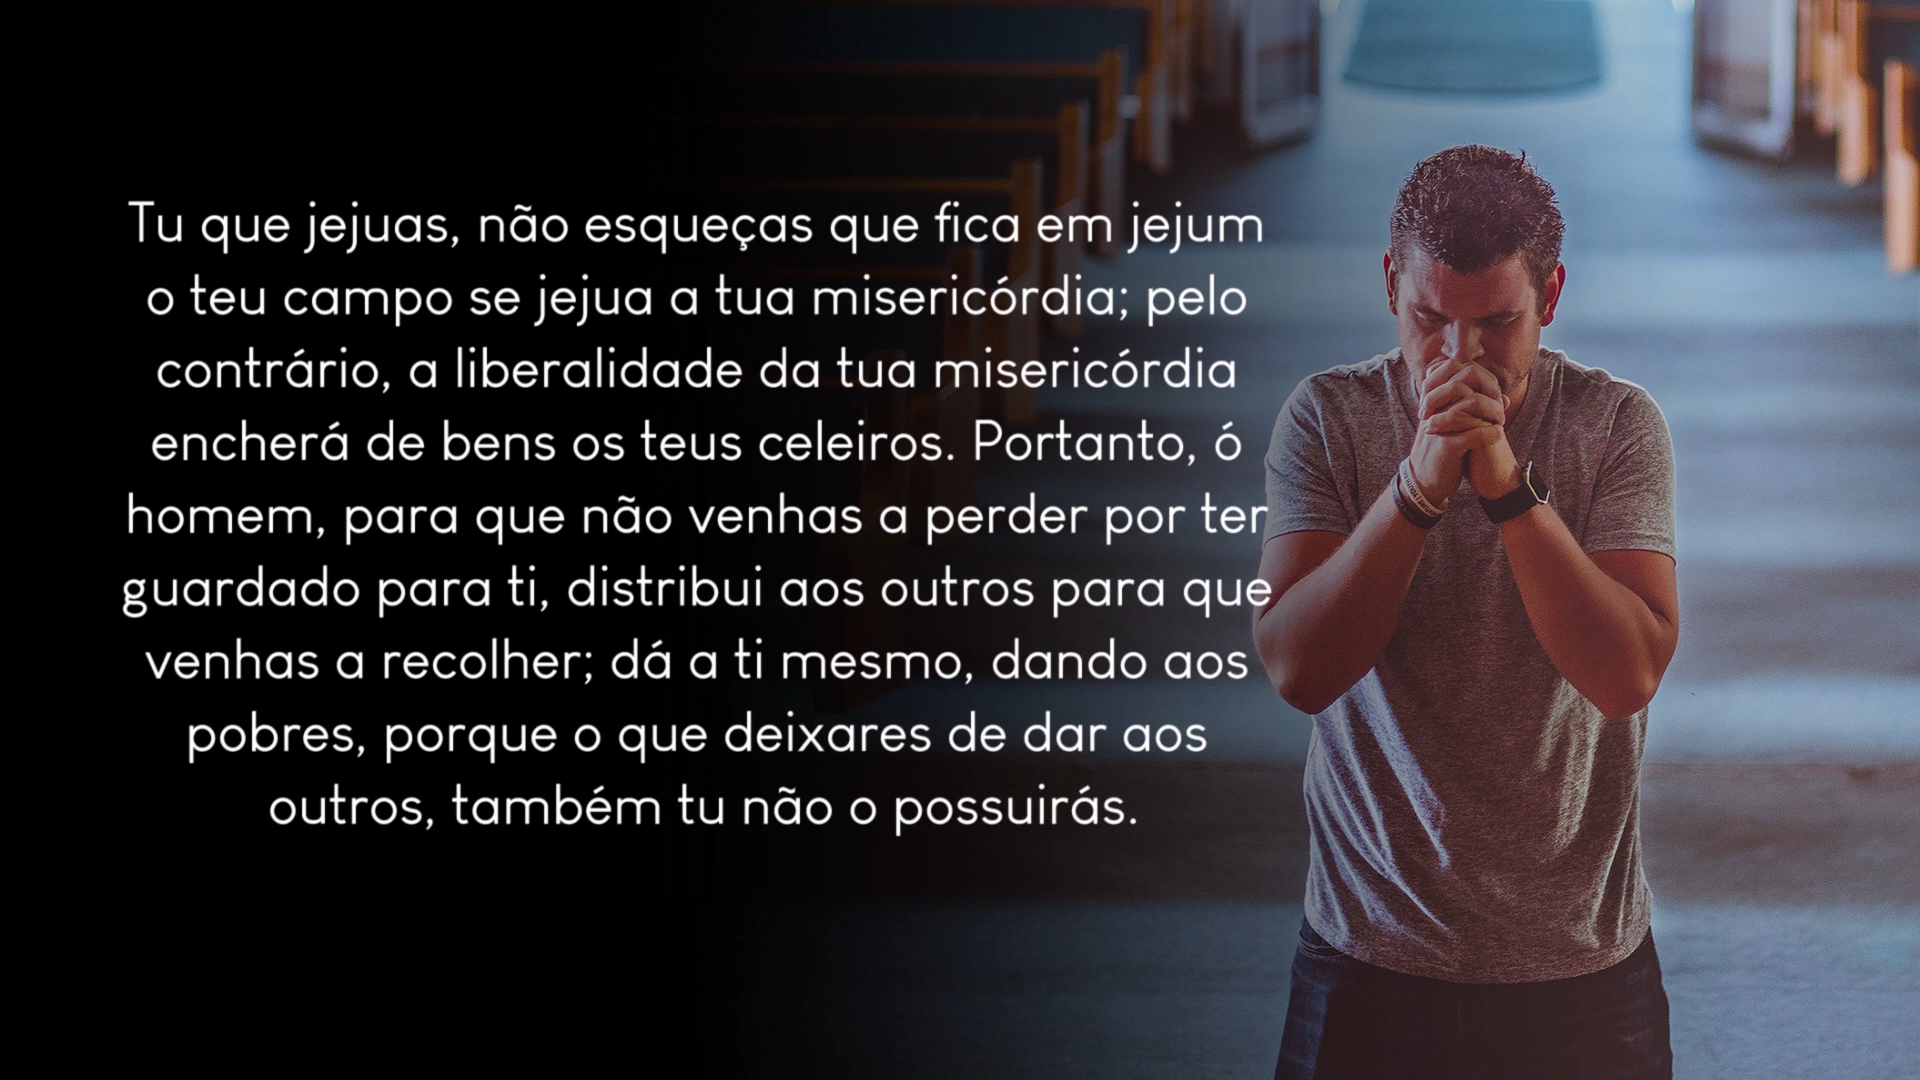 Tu que jejuas, não esqueças que fica em jejum
o teu campo se jejua a tua misericórdia; pelo
contrário, a liberalidade da tua misericórdia
encherá de bens os teus celeiros. Portanto, ó
homem, para que não venhas a perder por ter
guardado para ti, distribui aos outros para que
venhas a recolher; dá a ti mesmo, dando aos
pobres, porque o que deixares de dar aos
outros, também tu não o possuirás.